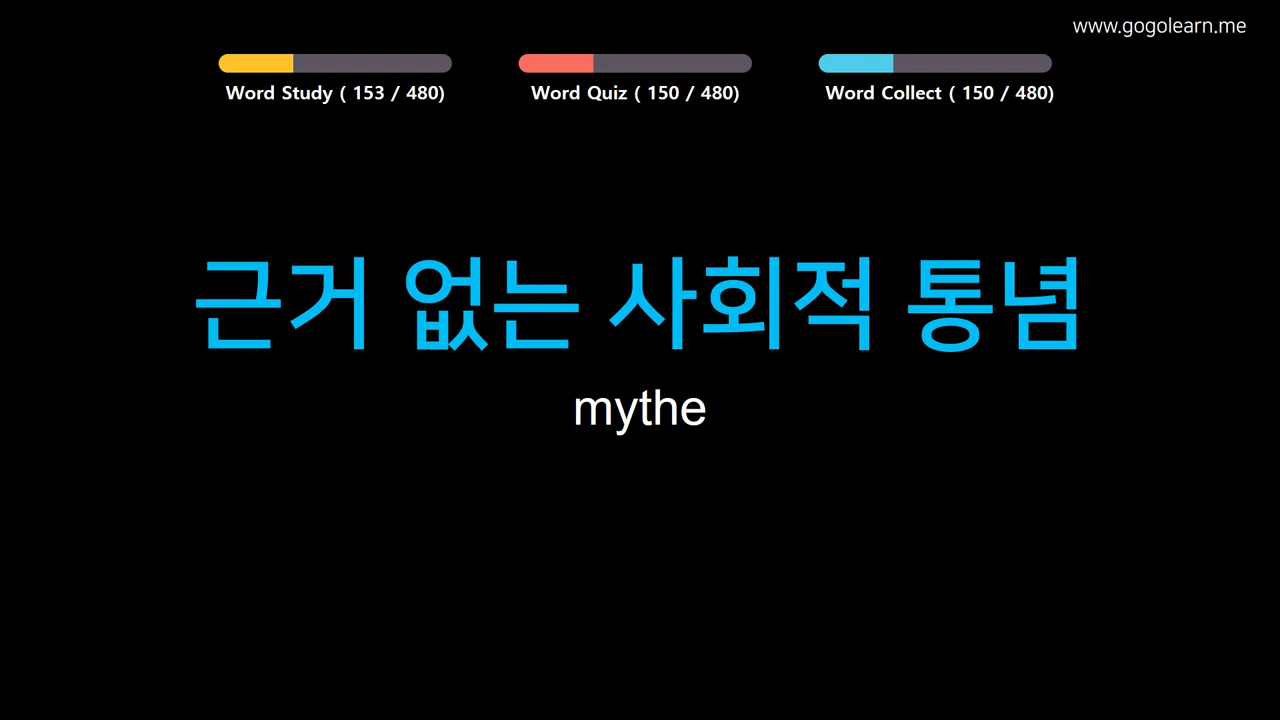 www.gogolearn.me
Word Study ( 153 / 480)
Word Quiz ( 150 / 480)
Word Collect ( 150 / 480)
근거 없는 사회적 통념
mythe